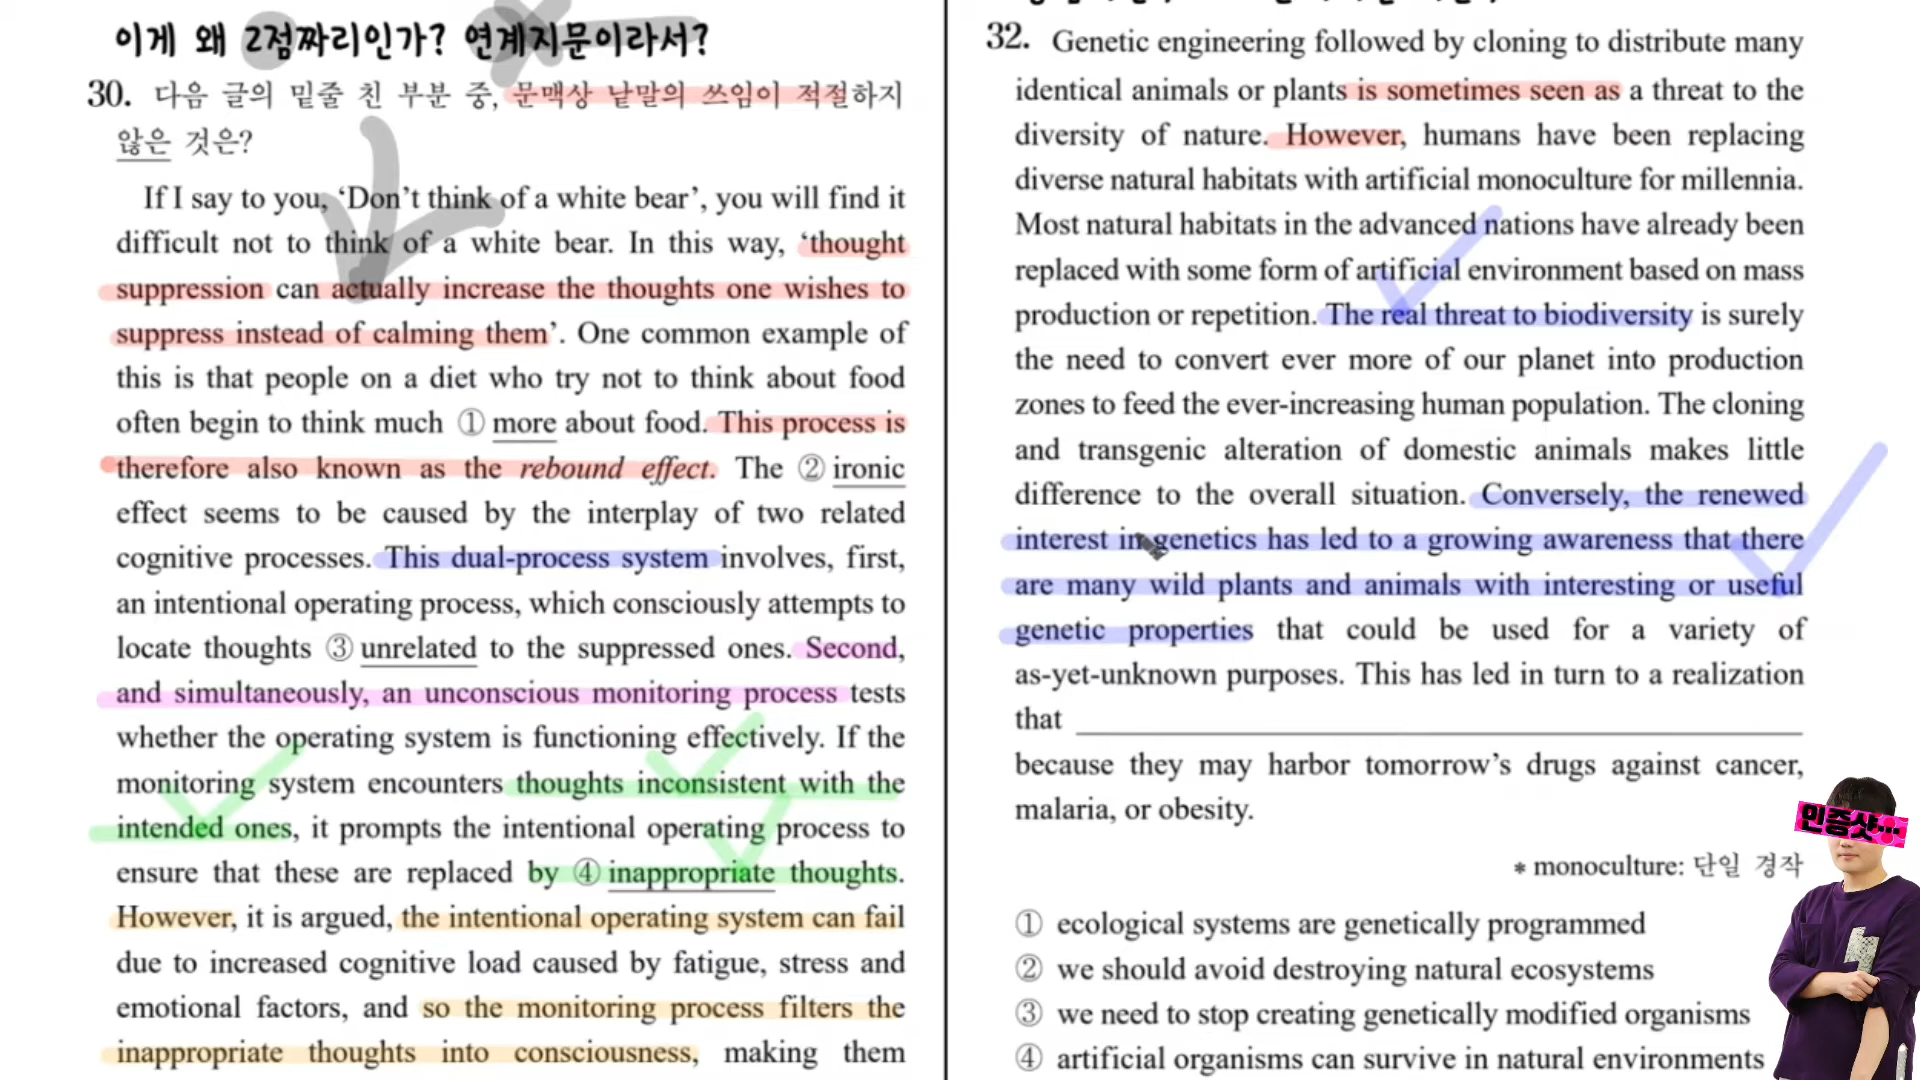 이게 왜 2점짜리인가? 연계지문이라서?
30. 다음 글의 밑줄 친 부분 중, 문맥상 낱말의 쓰임이 적절하지
않은 것은?
If I say to you, ‘Don’t think of a white bear’, you will find it
difficult not to think of a white bear. In this way, ‘thought
suppression can actually increase the thoughts one wishes to
suppress instead of calming them’. One common example of
this is that people on a diet who try not to think about food
often begin to think much ① more about food. This process is
therefore also known as the rebound effect. The ② ironic
effect seems to be caused by the interplay of two related
cognitive processes. This dual-process system involves, first,
an intentional operating process, which consciously attempts to
locate thoughts ③ unrelated to the suppressed ones. Second,
and simultaneously, an unconscious monitoring process tests
whether the operating system is functioning effectively. If the
monitoring system encounters thoughts inconsistent with the
intended ones, it prompts the intentional operating process to
ensure that these are replaced by ④ inappropriate thoughts.
However, it is argued, the intentional operating system can fail
due to increased cognitive load caused by fatigue, stress and
emotional factors, and so the monitoring process filters the
inappropriate thoughts into consciousness, making them
32. Genetic engineering followed by cloning to distribute many
identical animals or plants is sometimes seen as a threat to the
diversity of nature. However, humans have been replacing
diverse natural habitats with artificial monoculture for millennia.
Most natural habitats in the advanced nations have already been
replaced with some form of artificial environment based on mass
production or repetition. The real threat to biodiversity is surely
the need to convert ever more of our planet into production
zones to feed the ever-increasing human population. The cloning
and transgenic alteration of domestic animals makes little
difference to the overall situation. Conversely, the renewed
interest in genetics has led to a growing awareness that there
are many wild plants and animals with interesting or useful
genetic properties that could be used for a variety of
as-yet-unknown purposes. This has led in turn to a realization
that
because they may harbor tomorrow’s drugs against cancer,
malaria, or obesity.
* monoculture: 단일 경작
① ecological systems are genetically programmed
② we should avoid destroying natural ecosystems
③ we need to stop creating genetically modified organisms
④ artificial organisms can survive in natural environments
인증샷...